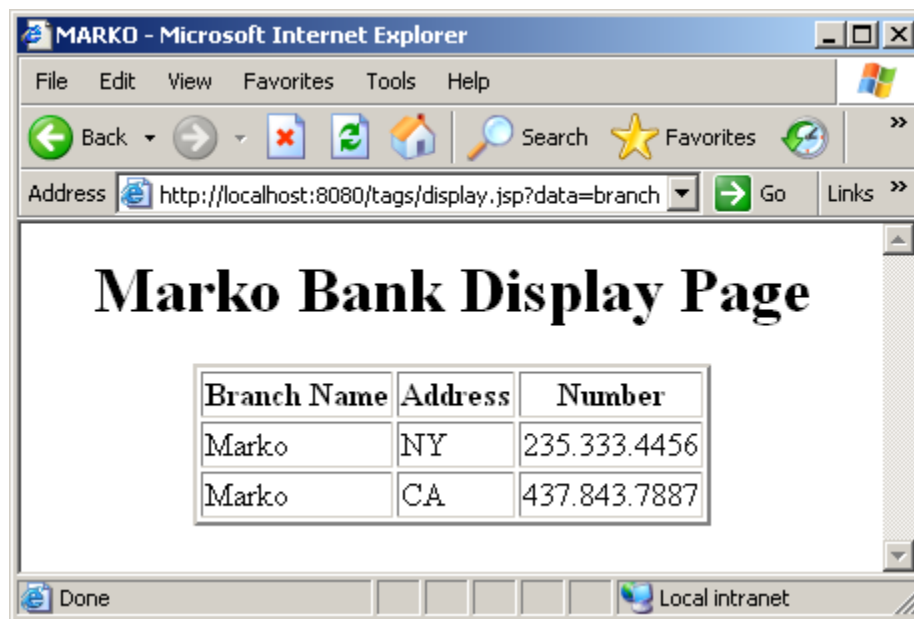 MARKO - Microsoft Internet Explorer
File Edit View Favorites Tools Help
Back Search Favorites »
Address http://localhost:8080/tags/display.jsp?data=branch Go Links »
Marko Bank Display Page
Branch Name Address Number
Marko NY 235.333.4456
Marko CA 437.843.7887
Done Local intranet